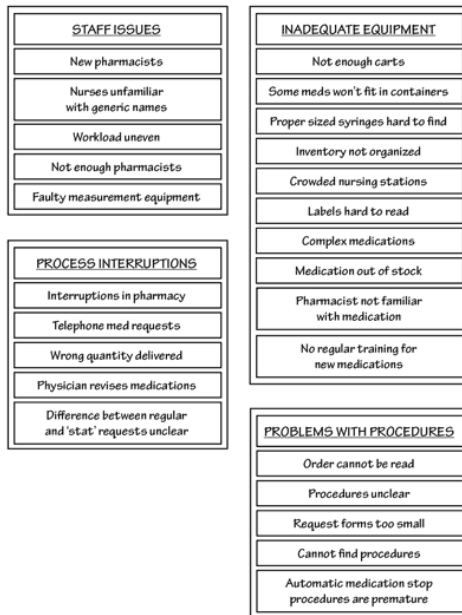 STAFF ISSUES
New pharmacists
Nurses unfamiliar
with generic names
Workload uneven
Not enough pharmacists
Faulty measurement equipment
PROCESS INTERRUPTIONS
Interruptions in pharmacy
Telephone med requests
Wrong quantity delivered
Physician revises medications
Difference between regular
and 'stat' requests unclear
INADEQUATE EQUIPMENT
Not enough carts
Some meds won't fit in containers
Proper sized syringes hard to find
Inventory not organized
Crowded nursing stations
Labels hard to read
Complex medications
Medication out of stock
Pharmacist not familiar
with medication
No regular training for
new medications
PROBLEMS WITH PROCEDURES
Order cannot be read
Procedures unclear
Request forms too small
Cannot find procedures
Automatic medication stop
procedures are premature